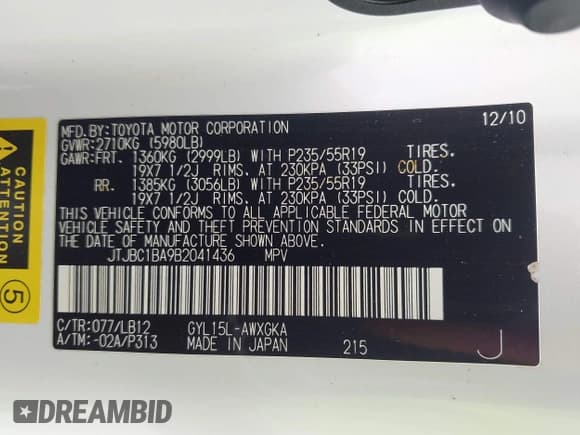 MFD.BY:TOYOTA MOTOR CORPORATION 12/10
GVWR:2710KG (5980LB)
GAWR:FRT. 1360KG (2999LB) WITH P235/55R19 TIRES.
19X7 1/2J RIMS. AT 230KPA (33PSI) COLD.
RR. 1385KG (3056LB) WITH P235/55R19 TIRES.
19X7 1/2J RIMS. AT 230KPA (33PSI) COLD.
THIS VEHICLE CONFORMS TO ALL APPLICABLE FEDERAL MOTOR
VEHICLE SAFETY AND THEFT PREVENTION STANDARDS IN EFFECT ON
THE DATE OF MANUFACTURE SHOWN ABOVE.
JTJBC1BA9B2041436 MPV
C/TR:077/LB12 GYL15L-AWXGKA
A/TM:-02A/P313 MADE IN JAPAN 215 J
CAUTION
ATTENTION
5
DREAMBID